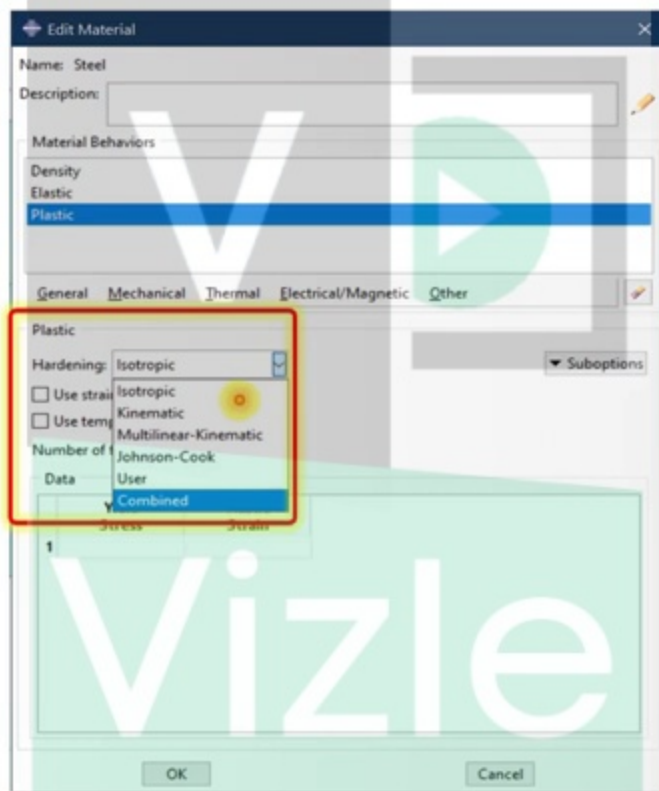 Edit Material
Name: Steel
Description:
Material Behaviors
Density
Elastic
Plastic
General Mechanical Thermal Electrical/Magnetic Other
Plastic
Hardening: Isotropic
Suboptions
Isotropic
Use
Kinematic
Use
Multilinear-Kinematic
Number of
Johnson-Cook
Data
User
Combined
Stress Strain
1
V
Vizle
OK Cancel